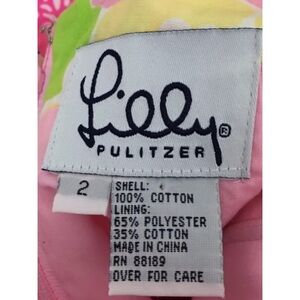 Lilly®
PULITZER
2
SHELL:
100% COTTON
LINING:
65% POLYESTER
35% COTTON
MADE IN CHINA
RN 88189
OVER FOR CARE